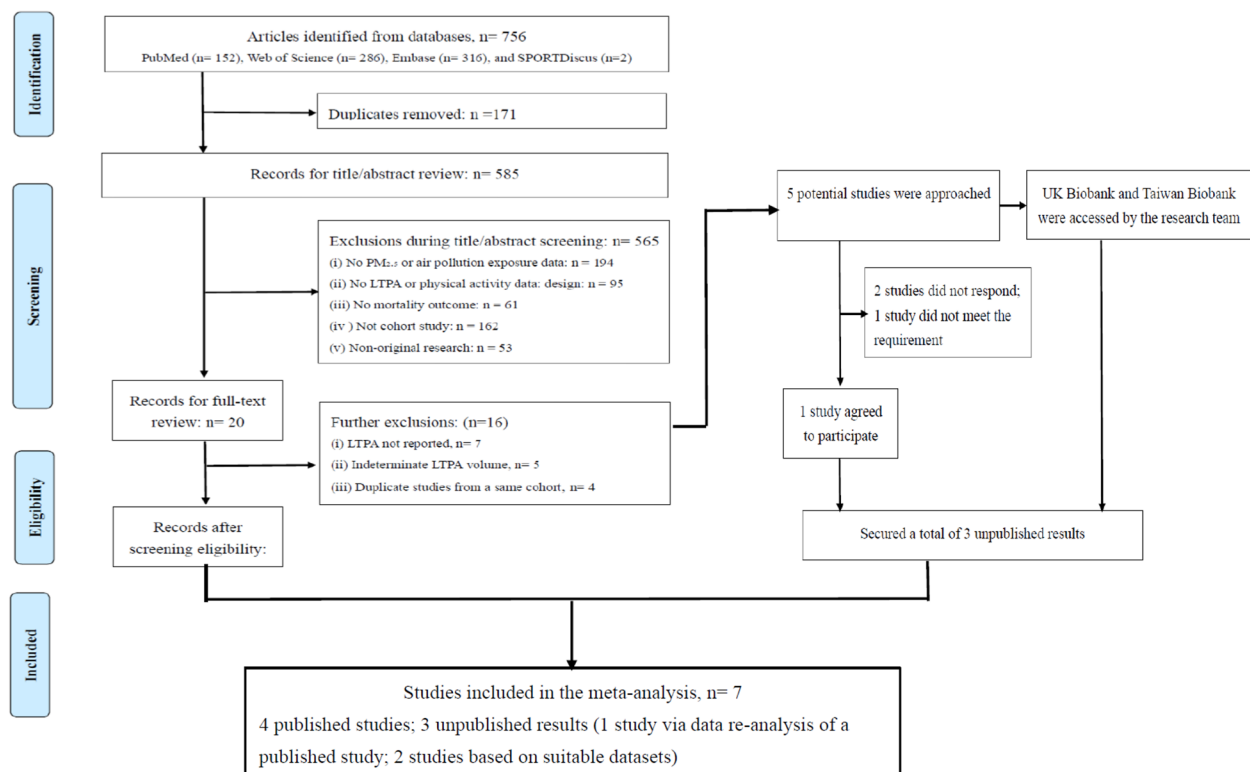 Identification
Articles identified from databases, n= 756
PubMed (n= 152), Web of Science (n= 286), Embase (n= 316), and SPORTDiscus (n=2)
Duplicates removed: n =171
Screening
Records for title/abstract review: n= 585
Exclusions during title/abstract screening: n= 565
(i) No PM2.5 or air pollution exposure data: n = 194
(ii) No LTPA or physical activity data: design: n = 95
(iii) No mortality outcome: n = 61
(iv ) Not cohort study: n = 162
(v) Non-original research: n = 53
5 potential studies were approached
UK Biobank and Taiwan Biobank
were accessed by the research team
2 studies did not respond;
1 study did not meet the
requirement
Records for full-text
review: n= 20
Further exclusions: (n=16)
(i) LTPA not reported, n= 7
(ii) Indeterminate LTPA volume, n= 5
(iii) Duplicate studies from a same cohort, n= 4
1 study agreed
to participate
Eligibility
Records after
screening eligibility:
Secured a total of 3 unpublished results
Included
Studies included in the meta-analysis, n= 7
4 published studies; 3 unpublished results (1 study via data re-analysis of a
published study; 2 studies based on suitable datasets)